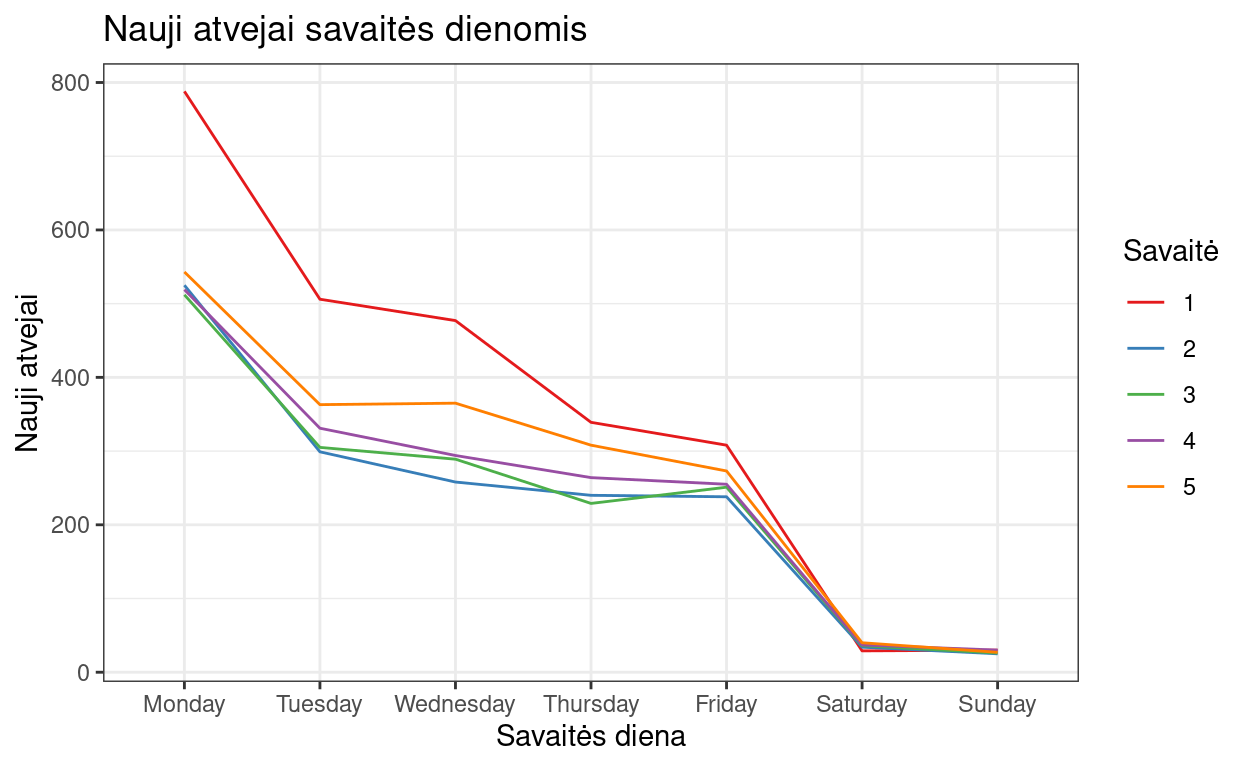 Nauji atvejai savaitės dienomis
800
600
400
200
0
Nauji atvejai
Monday
Tuesday
Wednesday
Thursday
Friday
Saturday
Sunday
Savaitės diena
Savaitė
1
2
3
4
5